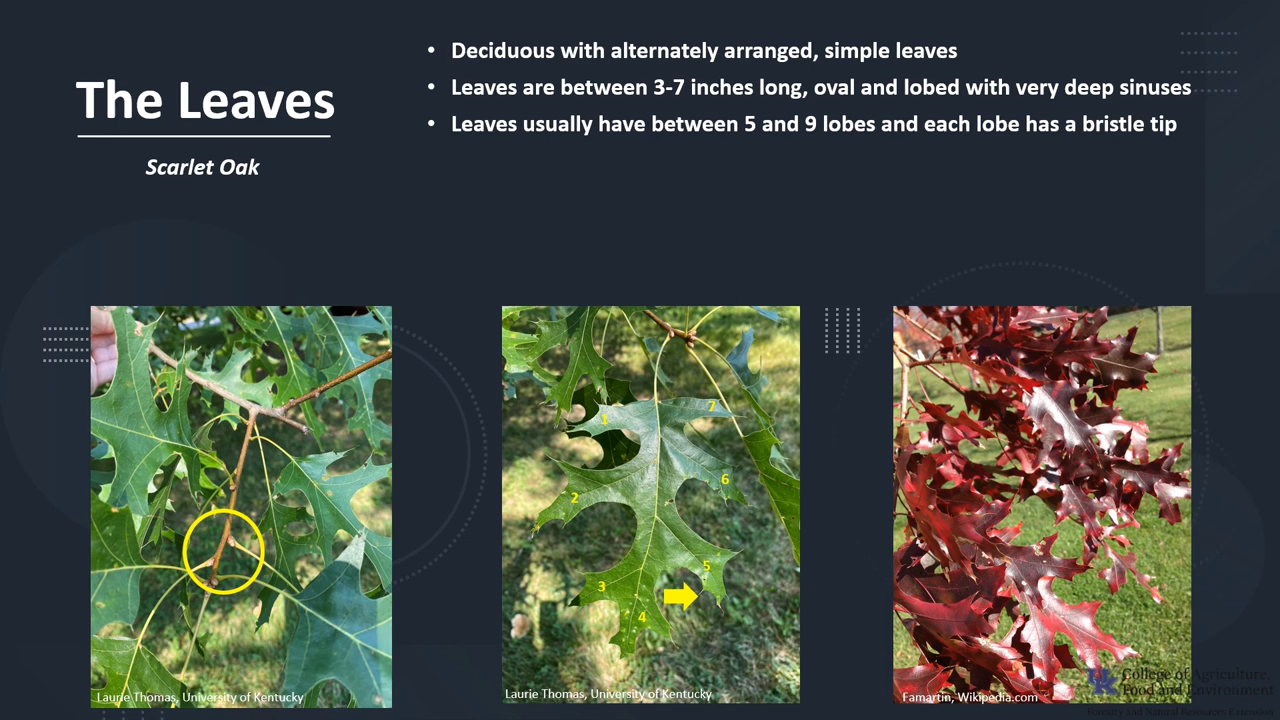 The Leaves
Scarlet Oak
• Deciduous with alternately arranged, simple leaves
• Leaves are between 3-7 inches long, oval and lobed with very deep sinuses
• Leaves usually have between 5 and 9 lobes and each lobe has a bristle tip
Laurie Thomas, University of Kentucky
1
2
3
4
5
6
7
Laurie Thomas, University of Kentucky
Famartin, Wikipedia.com
College of Agriculture,
Food and Environment